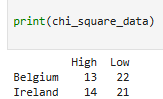 print(chi_square_data)
High Low
Belgium 13 22
Ireland 14 21